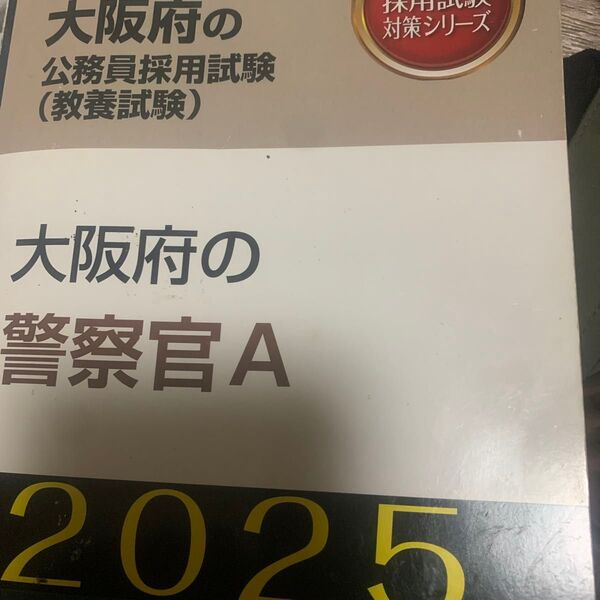 大阪府の
公務員採用試験
(教養試験)
採用試験
対策シリーズ
大阪府の
警察官A
2025